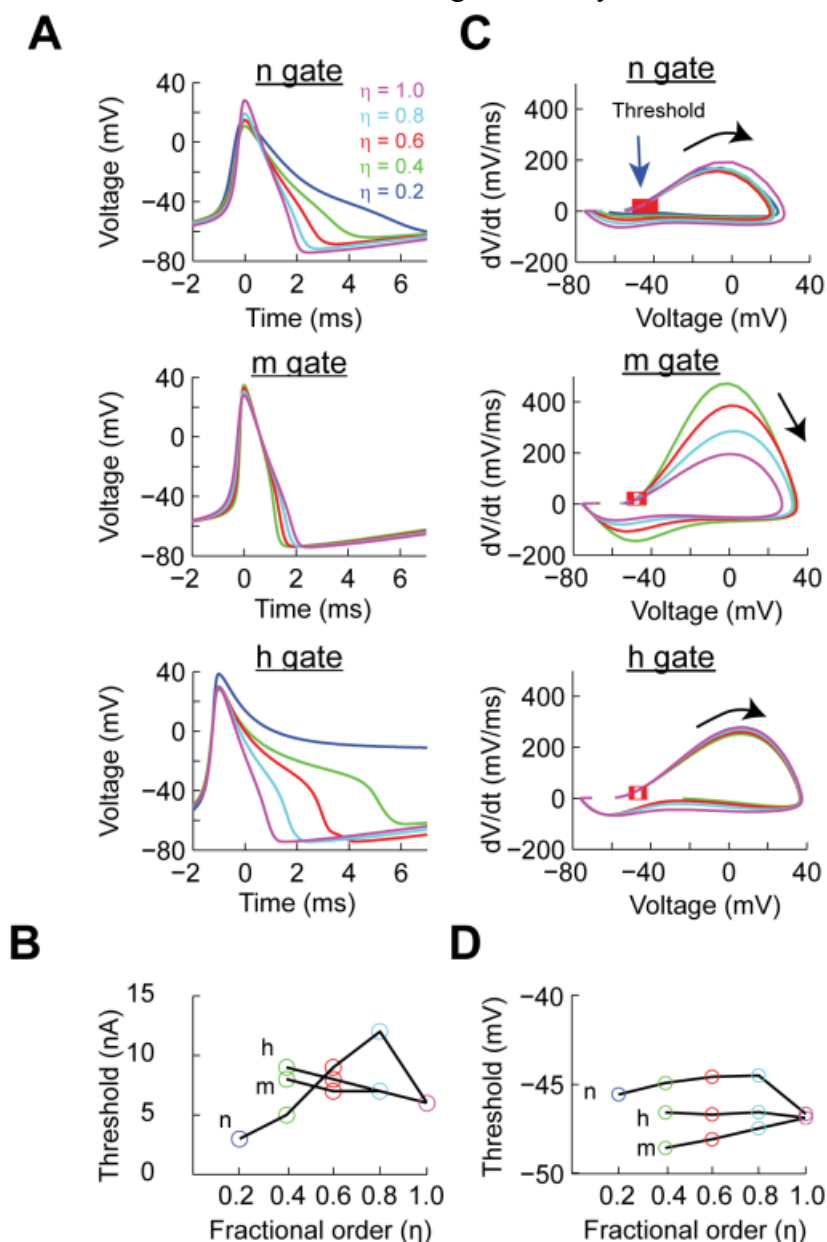 A
n gate
η = 1.0
η = 0.8
η = 0.6
η = 0.4
η = 0.2
40
0
−40
−80
Voltage (mV)
−2 0 2 4 6
Time (ms)
m gate
40
0
−40
−80
Voltage (mV)
−2 0 2 4 6
Time (ms)
h gate
40
0
−40
−80
Voltage (mV)
−2 0 2 4 6
Time (ms)
C
n gate
Threshold
400
200
0
−200
dV/dt (mV/ms)
−80 −40 0 40
Voltage (mV)
m gate
400
200
0
−200
dV/dt (mV/ms)
−80 −40 0 40
Voltage (mV)
h gate
400
200
0
−200
dV/dt (mV/ms)
−80 −40 0 40
Voltage (mV)
B
15
10
5
0
Threshold (nA)
h
m
n
0.2 0.4 0.6 0.8 1.0
Fractional order (η)
D
−40
−45
−50
Threshold (mV)
n
h
m
0.2 0.4 0.6 0.8 1.0
Fractional order (η)